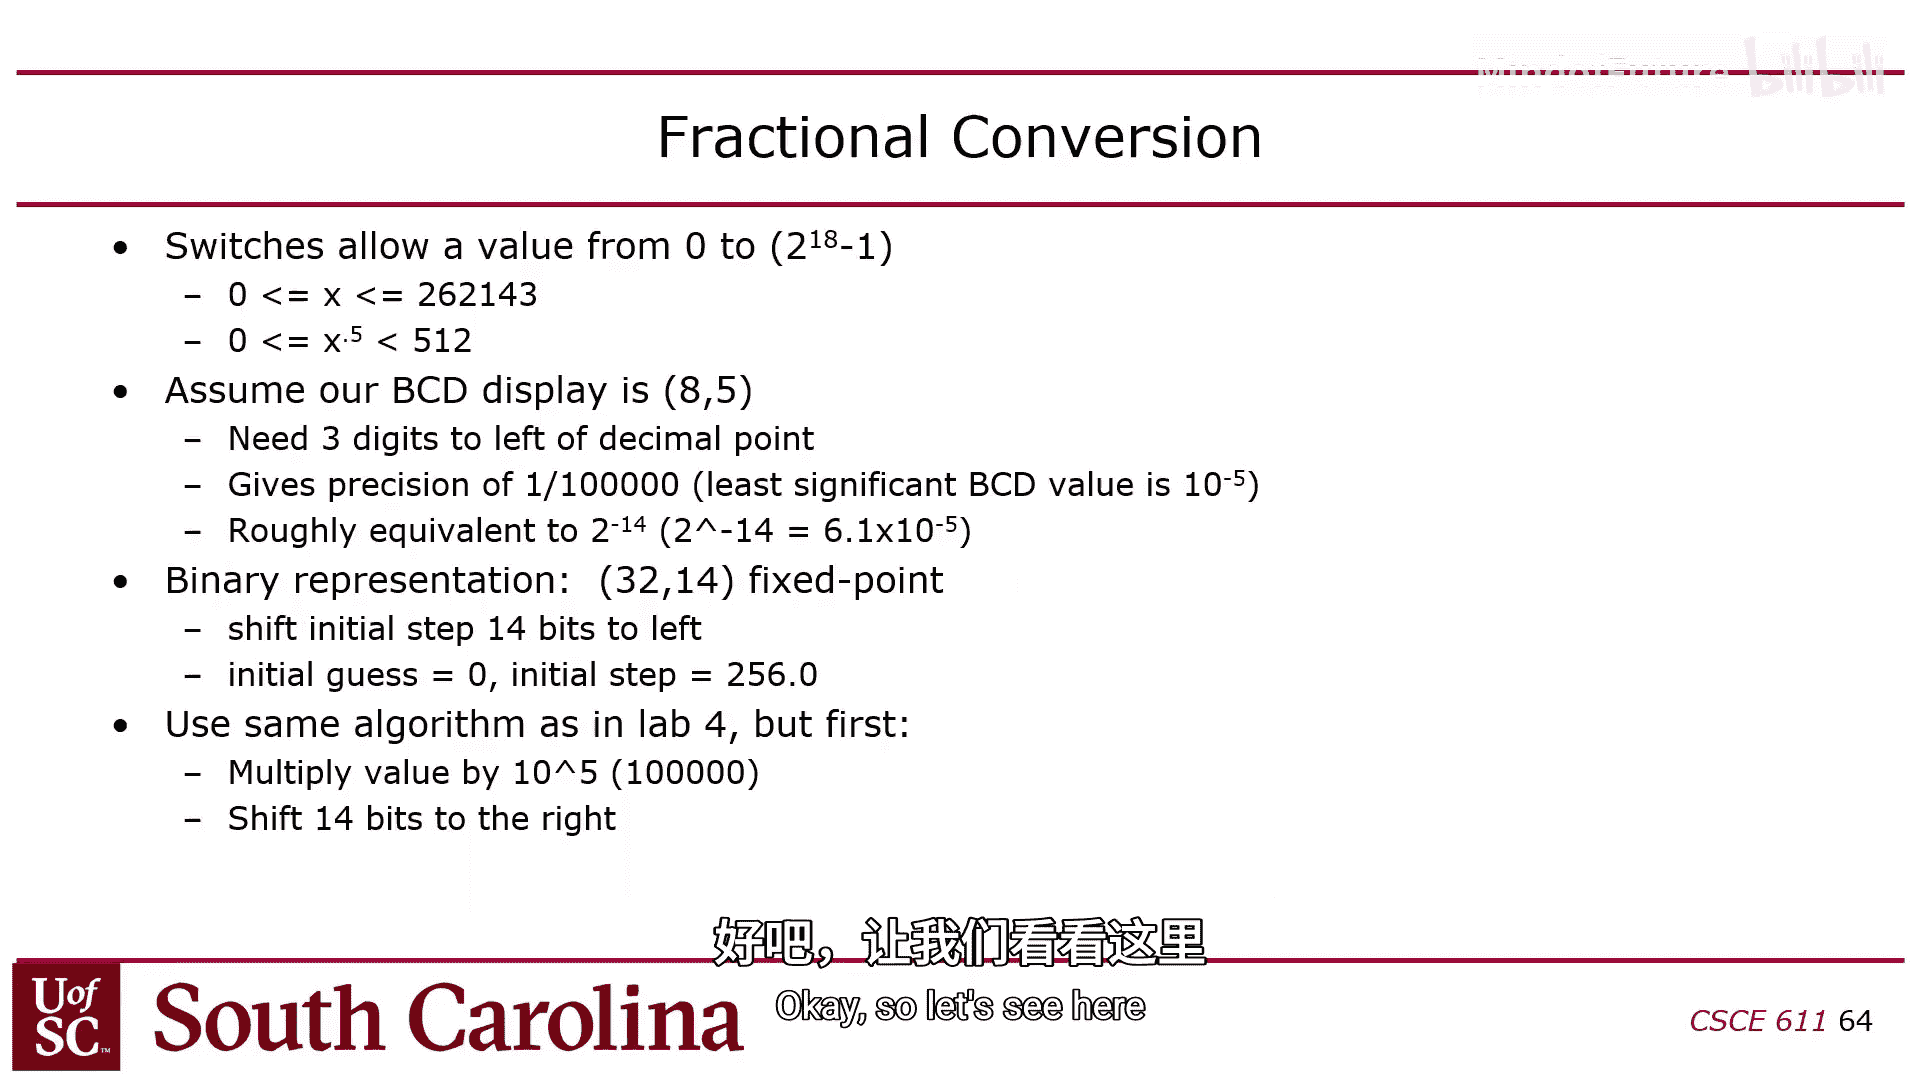 Fractional Conversion
• Switches allow a value from 0 to (2¹⁸-1)
– 0 <= x <= 262143
– 0 <= x^.5 < 512
• Assume our BCD display is (8,5)
– Need 3 digits to left of decimal point
– Gives precision of 1/100000 (least significant BCD value is 10⁻⁵)
– Roughly equivalent to 2⁻¹⁴ (2^-14 = 6.1x10⁻⁵)
• Binary representation: (32,14) fixed-point
– shift initial step 14 bits to left
– initial guess = 0, initial step = 256.0
• Use same algorithm as in lab 4, but first:
– Multiply value by 10^5 (100000)
– Shift 14 bits to the right
好吧，让我们看看这里
Okay, so let's see here
UofSC™
South Carolina
CSCE 611 64
bilibili